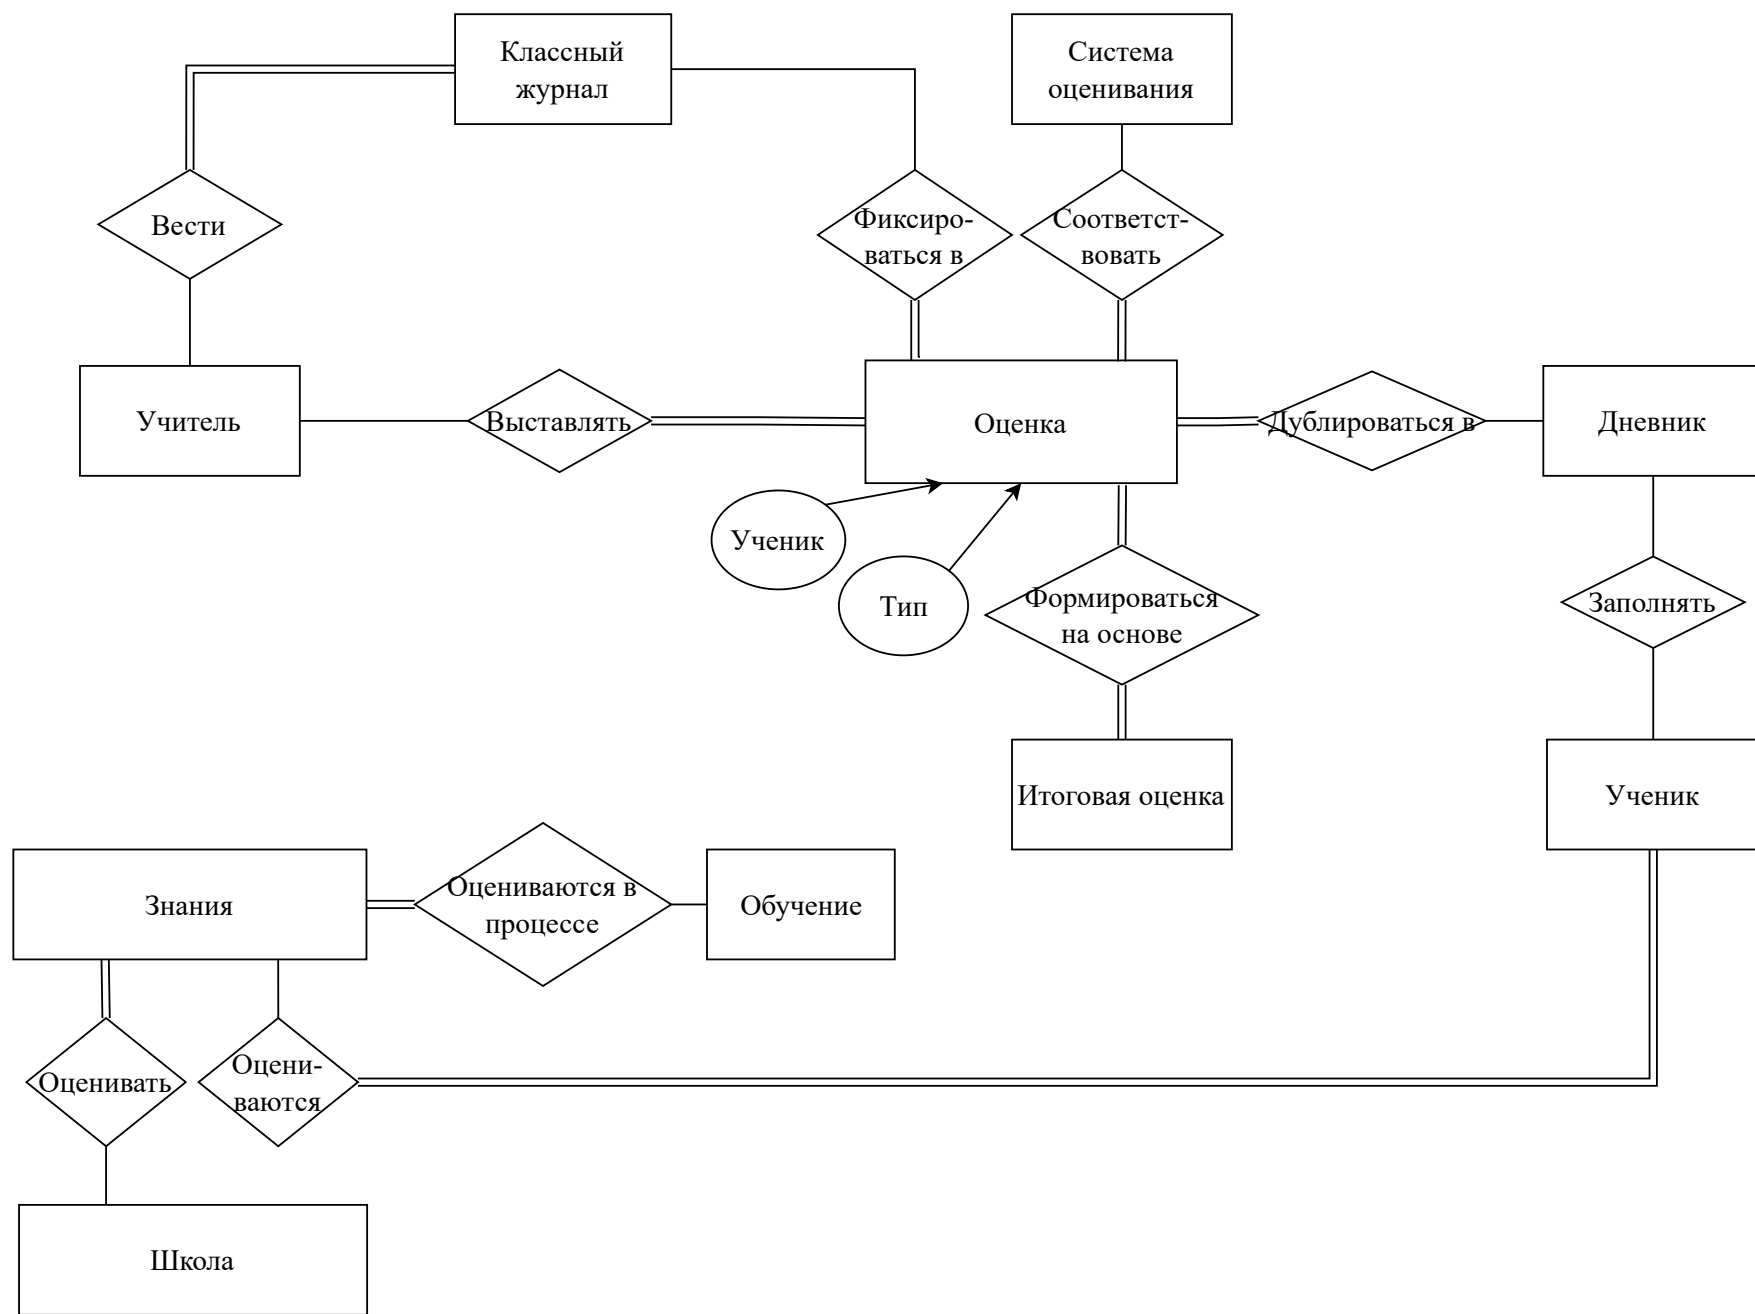 Классный
журнал
Система
оценивания
Вести
Фиксиро-
ваться в
Соответст-
вовать
Учитель
Выставлять
Оценка
Дублироваться в
Дневник
Ученик
Тип
Формироваться
на основе
Заполнять
Итоговая оценка
Ученик
Знания
Оцениваются в
процессе
Обучение
Оценивать
Оцени-
ваются
Школа